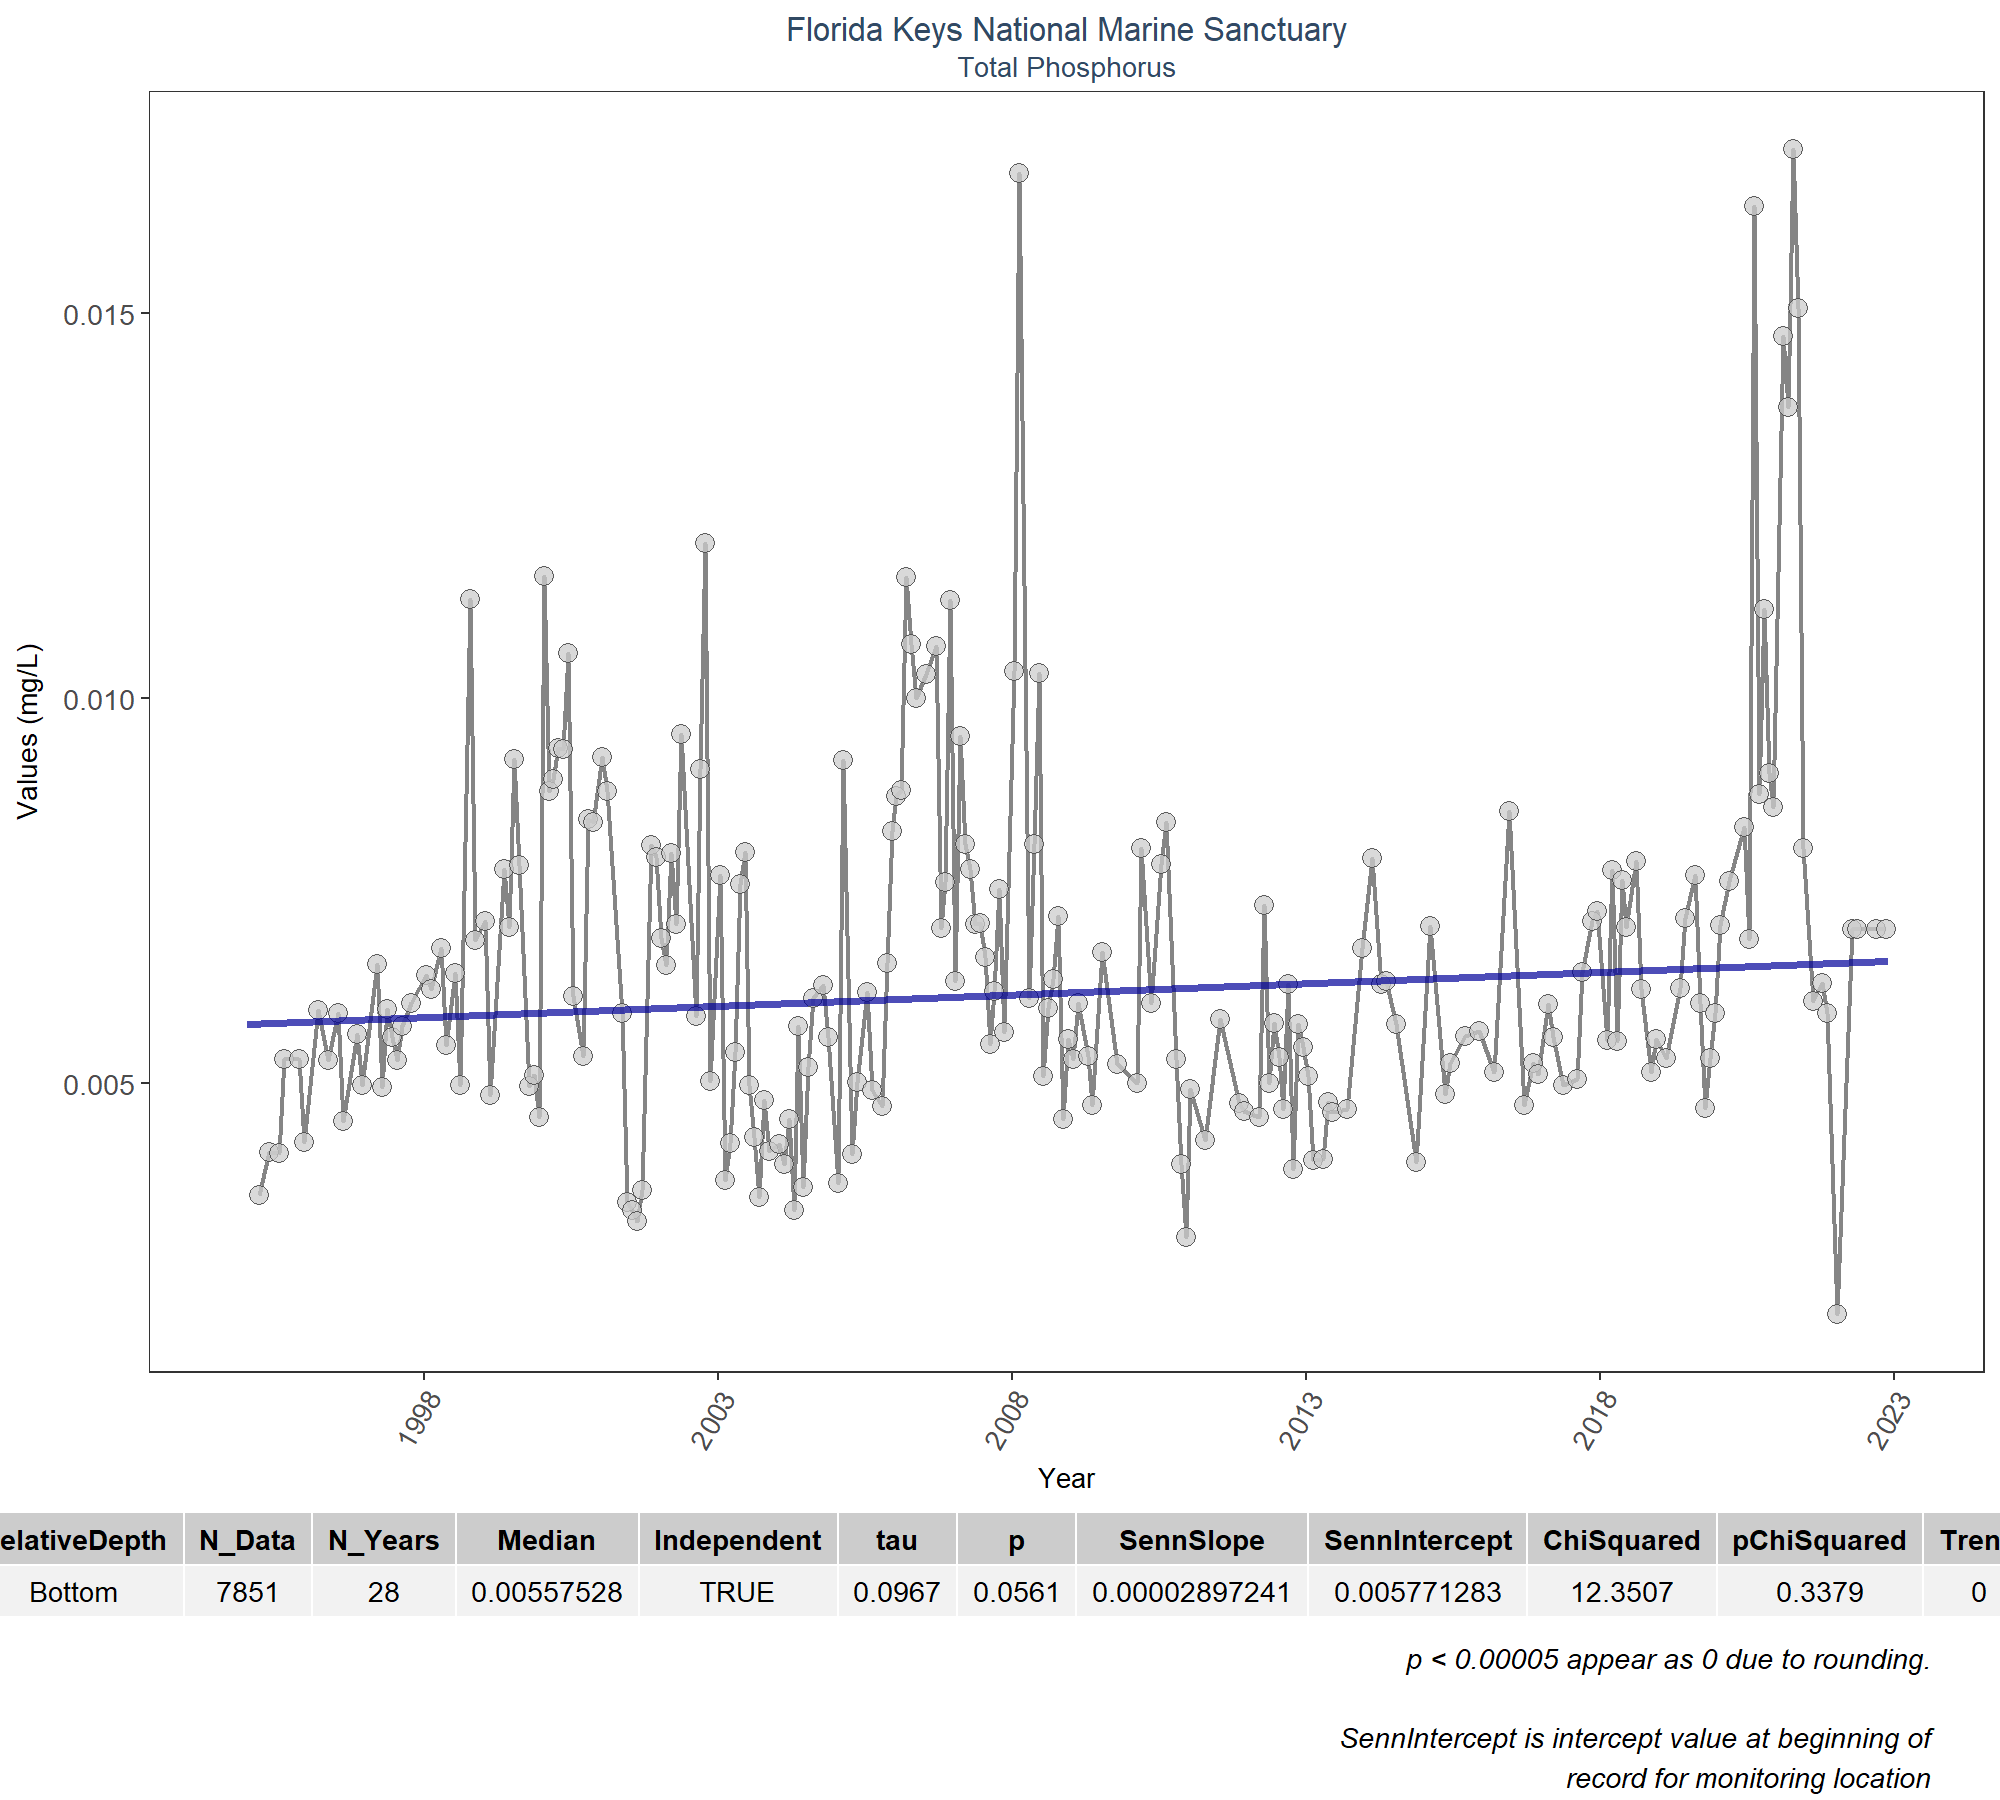 Florida Keys National Marine Sanctuary
Total Phosphorus
0.015
0.010
0.005
Values (mg/L)
1998 2003 2008 2013 2018 2023
Year
elativeDepth N_Data N_Years Median Independent tau p SennSlope SennIntercept ChiSquared pChiSquared Tren
Bottom 7851 28 0.00557528 TRUE 0.0967 0.0561 0.00002897241 0.005771283 12.3507 0.3379 0
p < 0.00005 appear as 0 due to rounding.
SennIntercept is intercept value at beginning of
record for monitoring location